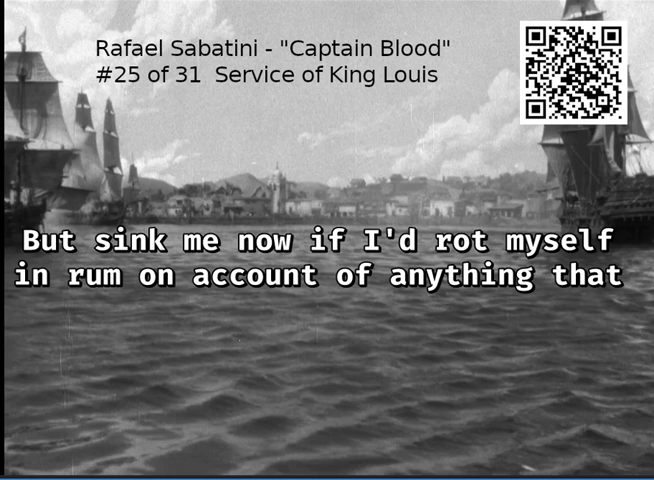 Rafael Sabatini - "Captain Blood"
#25 of 31  Service of King Louis
But sink me now if I'd rot myself
in rum on account of anything that